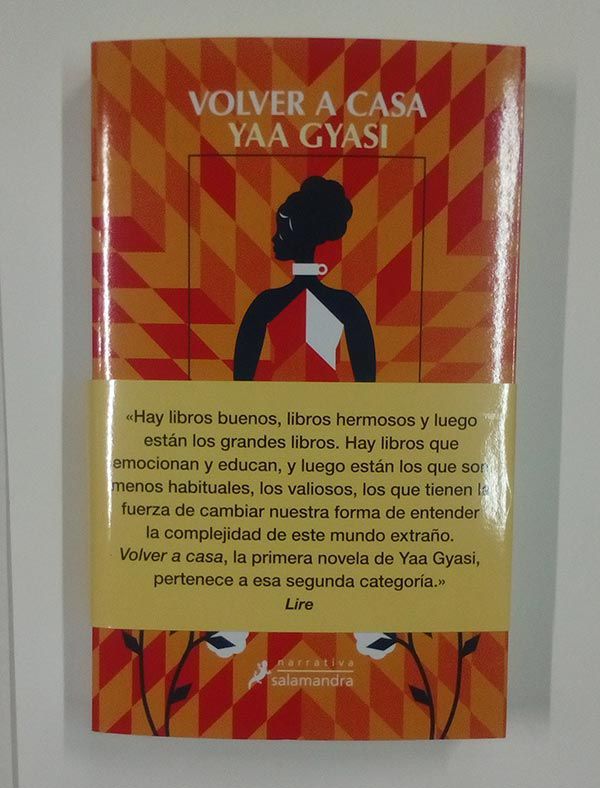 VOLVER A CASA
YAA GYASI
«Hay libros buenos, libros hermosos y luego
están los grandes libros. Hay libros que
emocionan y educan, y luego están los que son
menos habituales, los valiosos, los que tienen la
fuerza de cambiar nuestra forma de entender
la complejidad de este mundo extraño.
Volver a casa, la primera novela de Yaa Gyasi,
pertenece a esa segunda categoría.»
Lire
narrativa
salamandra